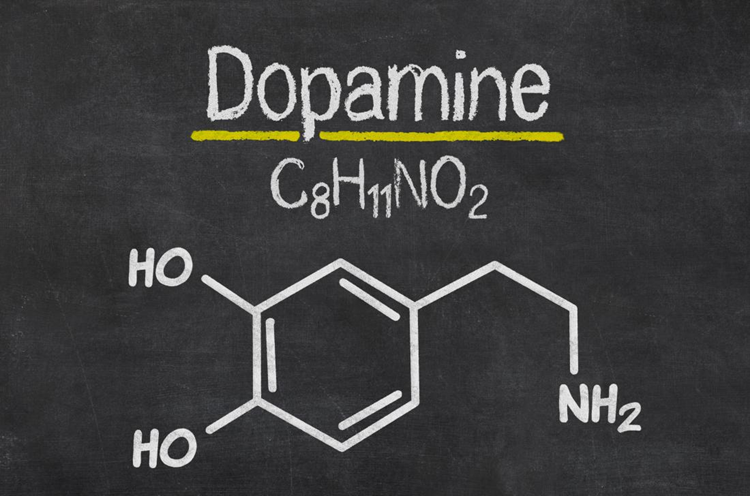 Dopamine
C₈H₁₁NO₂
HO
HO
NH₂